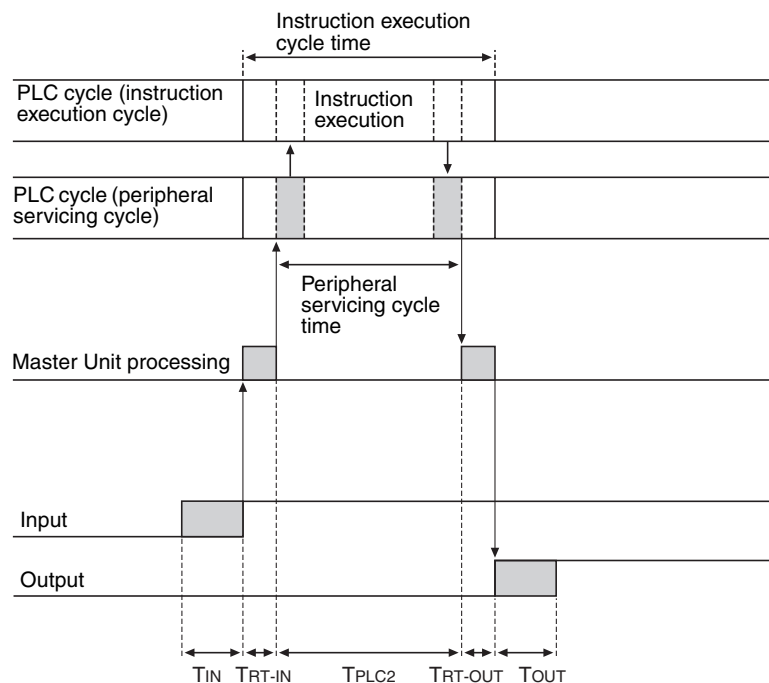 Instruction execution
cycle time
PLC cycle (instruction
execution cycle)
Instruction
execution
PLC cycle (peripheral
servicing cycle)
Peripheral
servicing cycle
time
Master Unit processing
Input
Output
TIN TRT-IN TPLC2 TRT-OUT TOUT